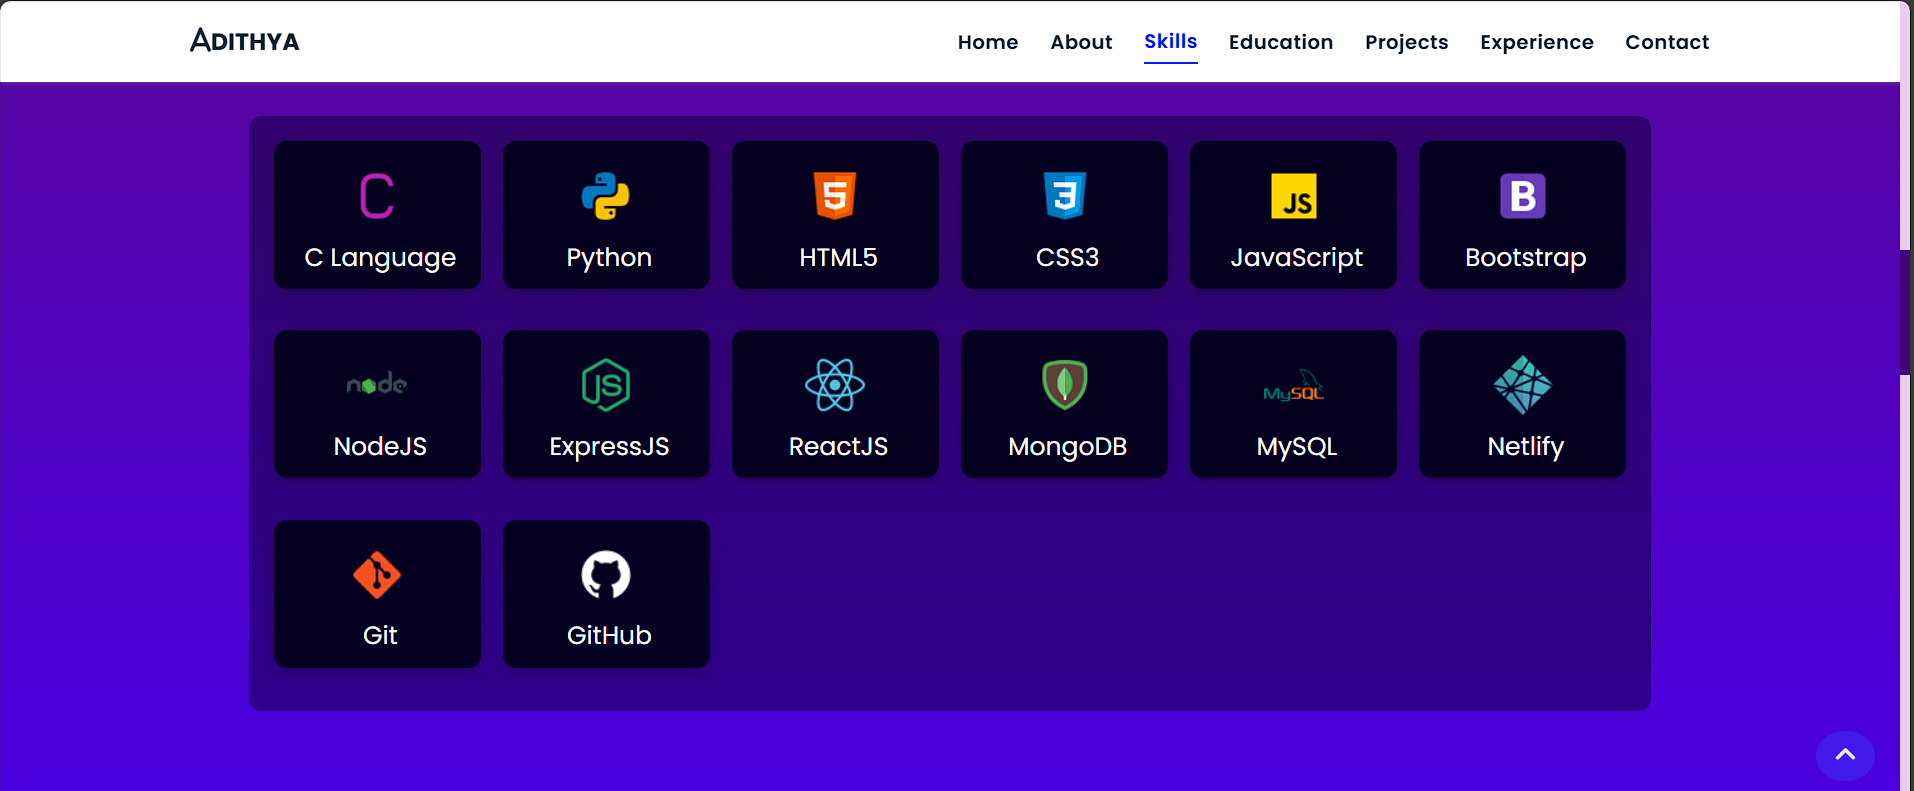 ADITHYA Home About Skills Education Projects Experience Contact
C
5
3
JS
B
C Language Python HTML5 CSS3 JavaScript Bootstrap
node
JS
MySQL
NodeJS ExpressJS ReactJS MongoDB MySQL Netlify
Git GitHub